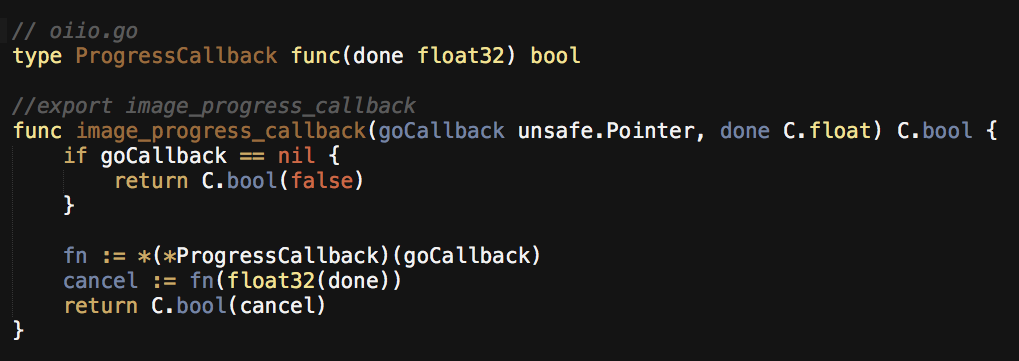 // oiio.go
type ProgressCallback func(done float32) bool

//export image_progress_callback
func image_progress_callback(goCallback unsafe.Pointer, done C.float) C.bool {
    if goCallback == nil {
        return C.bool(false)
    }

    fn := *(*ProgressCallback)(goCallback)
    cancel := fn(float32(done))
    return C.bool(cancel)
}